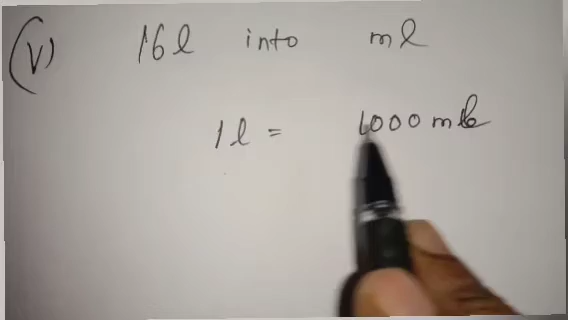 (V) 16l into ml
1l = 1000 ml